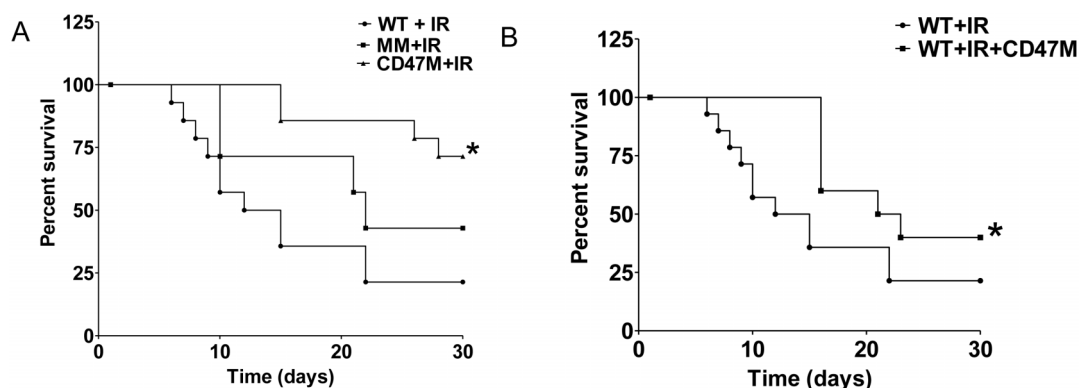 A
WT + IR
MM+IR
CD47M+IR
125
100
75
50
25
0
Percent survival
*
0 10 20 30
Time (days)
B
WT+IR
WT+IR+CD47M
125
100
75
50
25
0
Percent survival
*
0 10 20 30
Time (days)